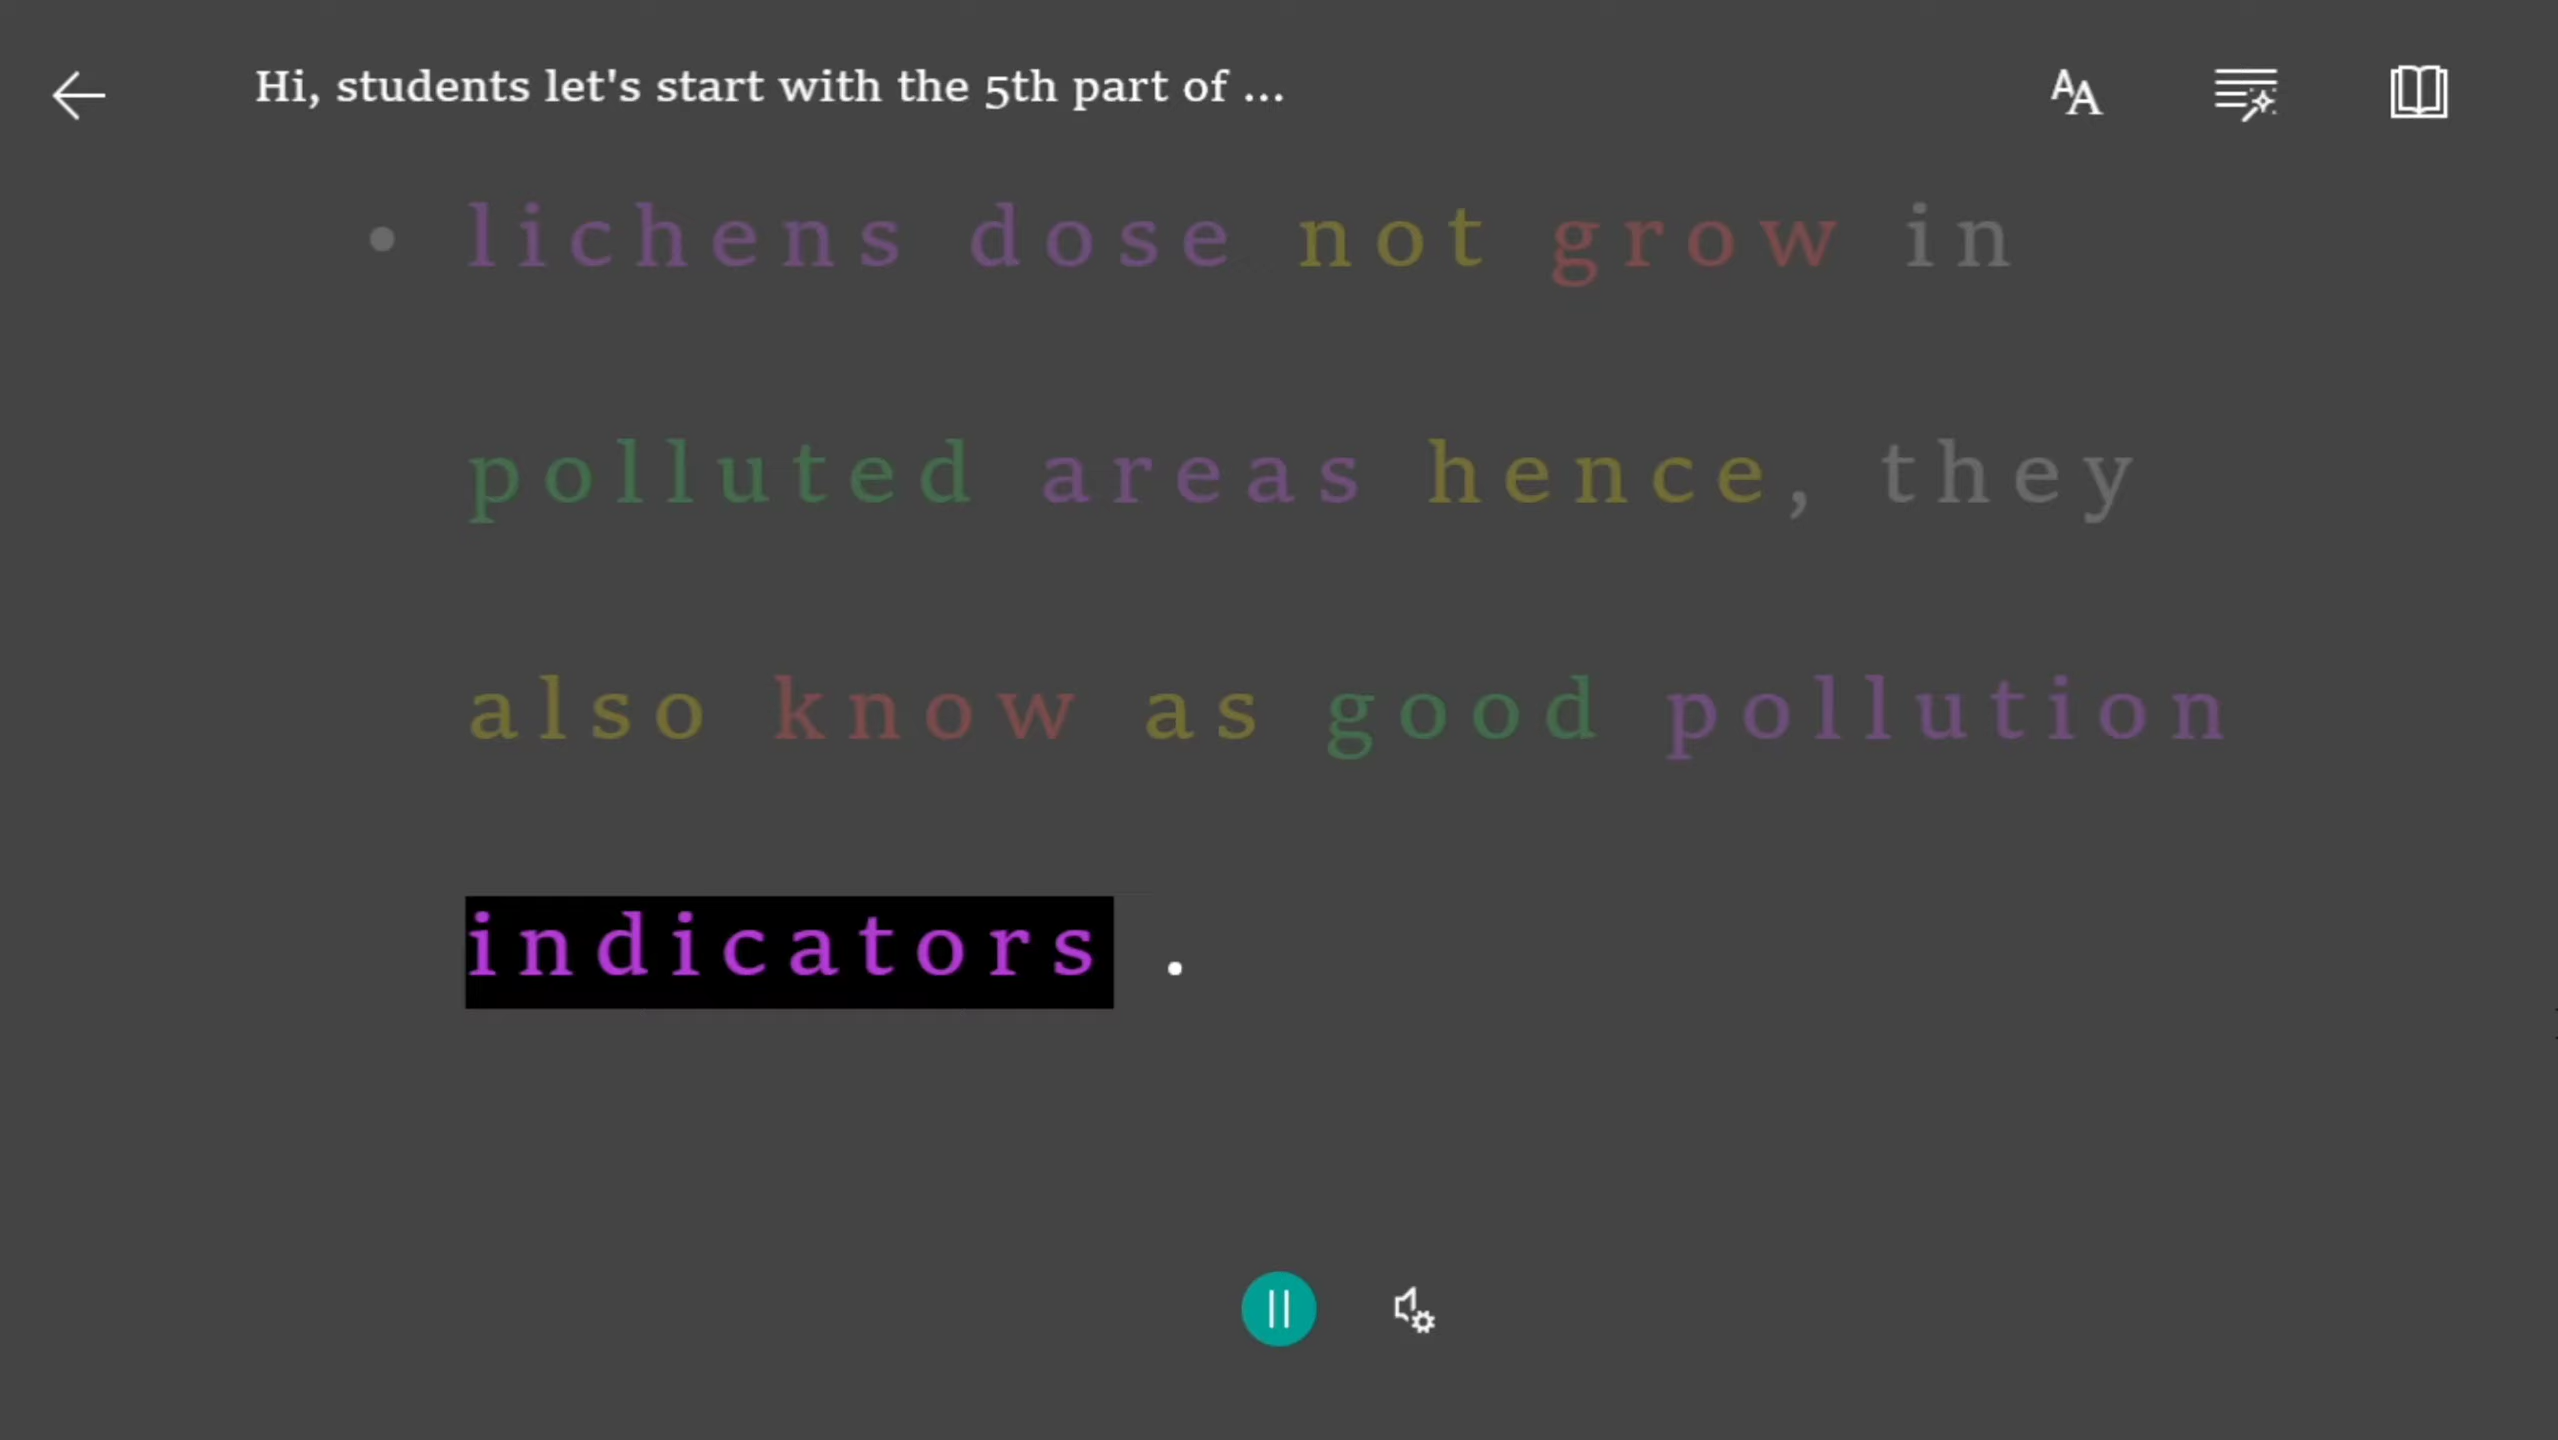 Hi, students let's start with the 5th part of ...
• lichens dose not grow in
polluted areas hence, they
also know as good pollution
indicators .